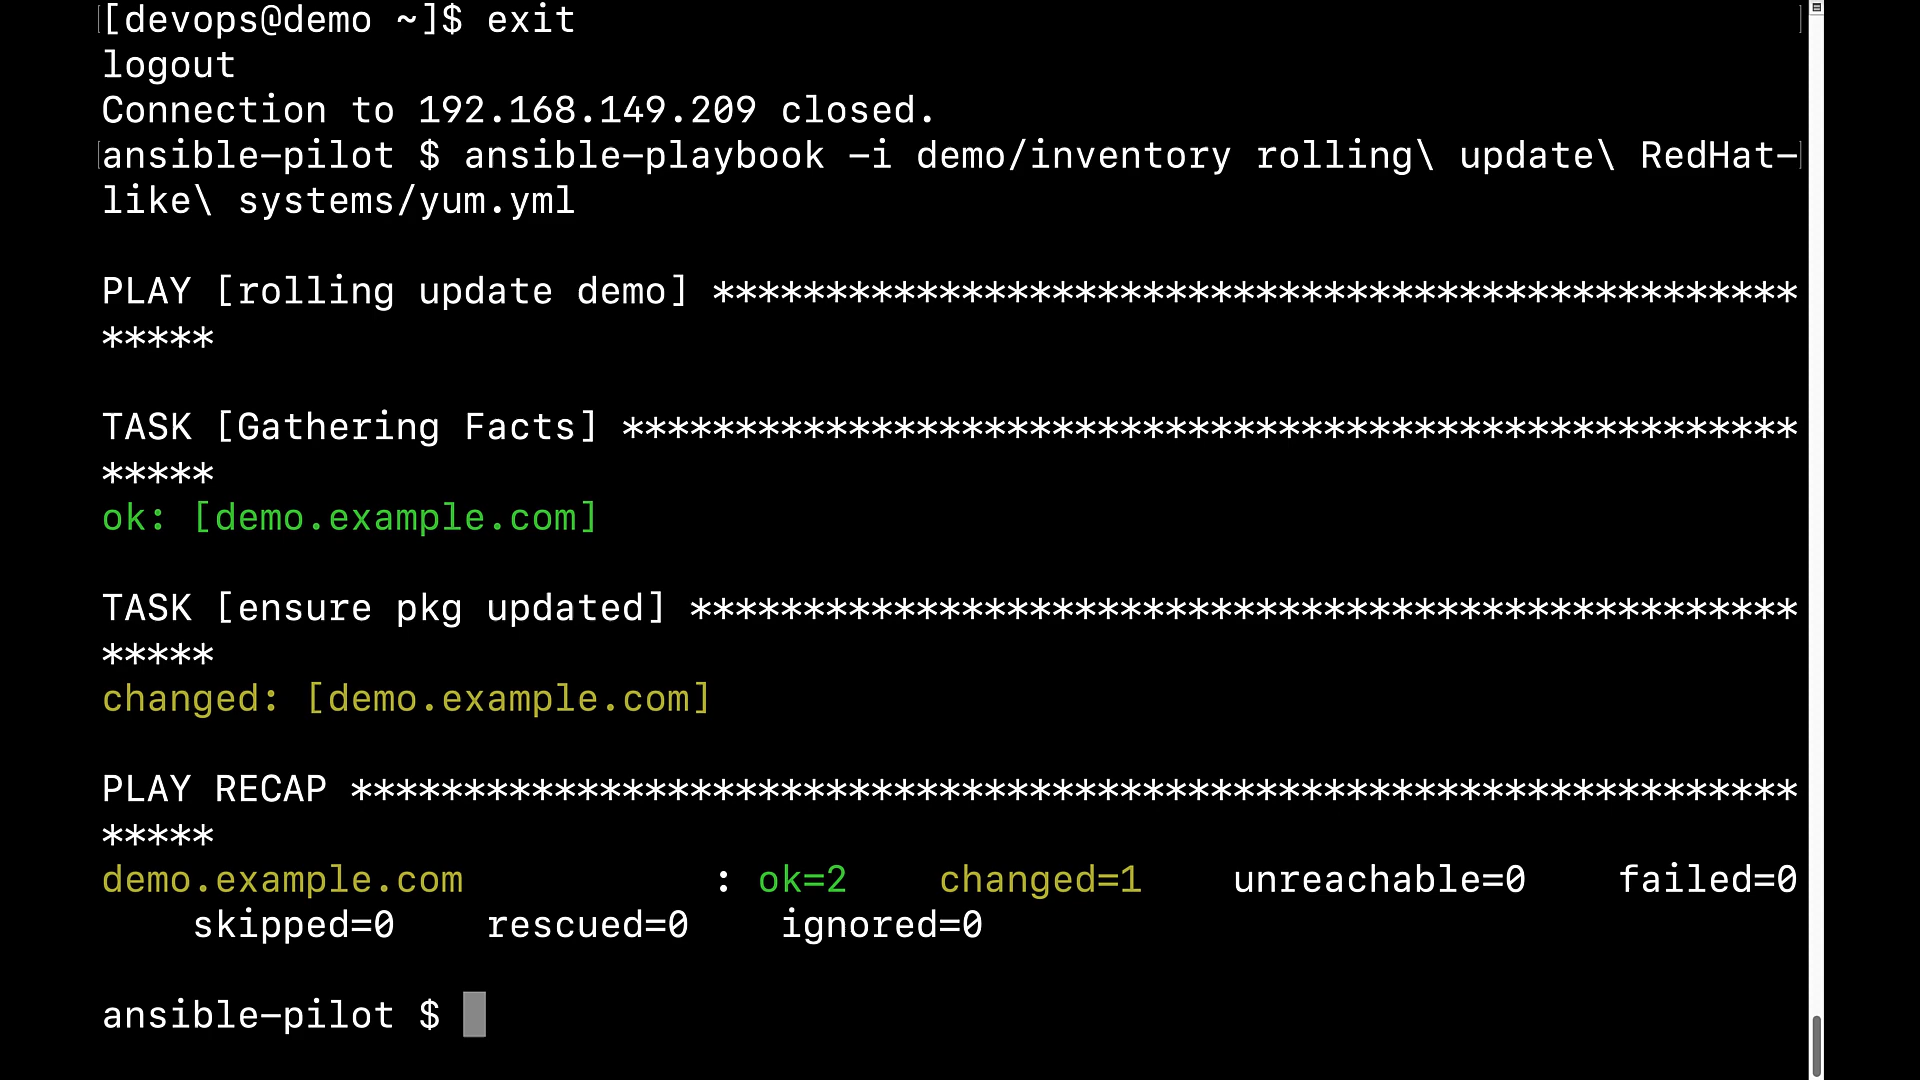 [devops@demo ~]$ exit
logout
Connection to 192.168.149.209 closed.
ansible-pilot $ ansible-playbook -i demo/inventory rolling\ update\ RedHat-
like\ systems/yum.yml
PLAY [rolling update demo] ************************************************
*****
TASK [Gathering Facts] ****************************************************
*****
ok: [demo.example.com]
TASK [ensure pkg updated] *************************************************
*****
changed: [demo.example.com]
PLAY RECAP ****************************************************************
*****
demo.example.com           : ok=2    changed=1    unreachable=0    failed=0
    skipped=0    rescued=0    ignored=0
ansible-pilot $